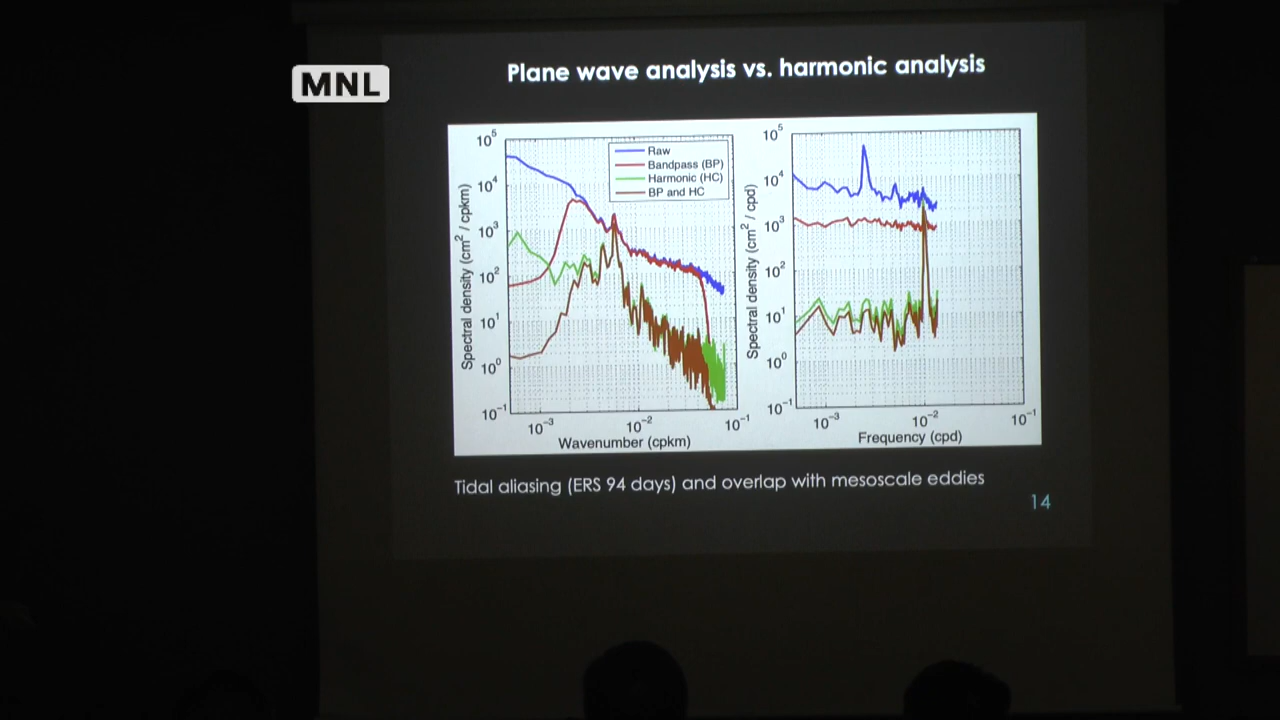 MNL
Plane wave analysis vs. harmonic analysis
Raw
Bandpass (BP)
Harmonic (HC)
BP and HC
10^5
10^4
10^3
10^2
10^1
10^0
10^-1
Spectral density (cm^2 / cpkm)
10^-3
10^-2
10^-1
Wavenumber (cpkm)
10^5
10^4
10^3
10^2
10^1
10^0
10^-1
Spectral density (cm^2 / cpd)
10^-3
10^-2
10^-1
Frequency (cpd)
Tidal aliasing (ERS 94 days) and overlap with mesoscale eddies
14